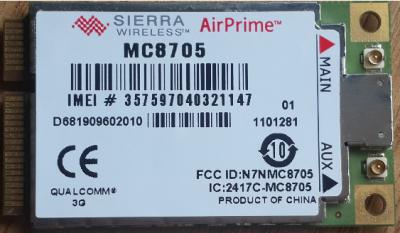 SIERRA WIRELESS™ AirPrime™
MC8705
IMEI # 357597040321147
01
D681909602010
1101281
10
CE
QUALCOMM®
3G
FCC ID:N7NMC8705
IC:2417C-MC8705
PRODUCT OF CHINA
MAIN
AUX